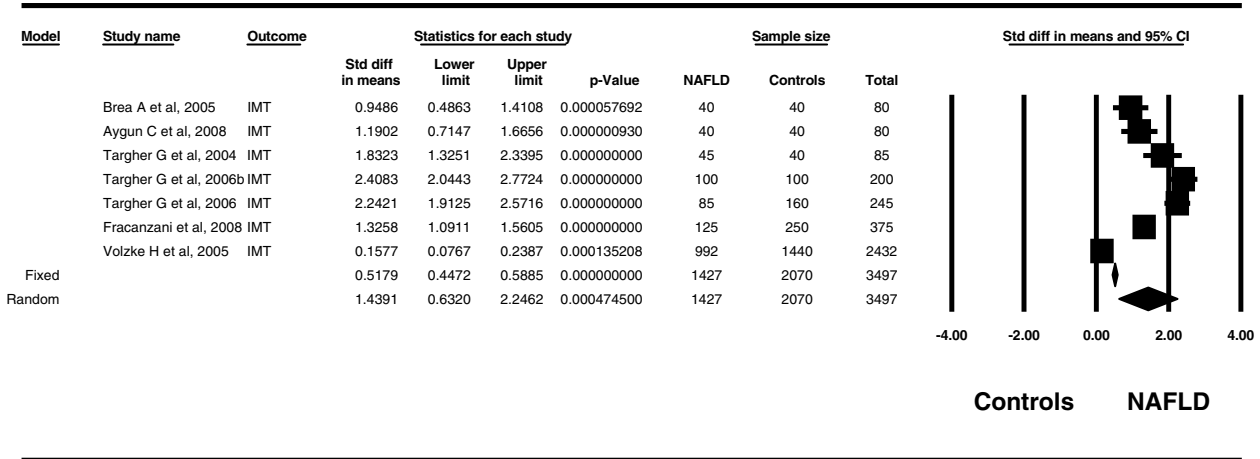 Model Study name Outcome Statistics for each study Sample size Std diff in means and 95% CI
Std diff in means Lower limit Upper limit p-Value NAFLD Controls Total
Brea A et al, 2005 IMT 0.9486 0.4863 1.4108 0.000057692 40 40 80
Aygun C et al, 2008 IMT 1.1902 0.7147 1.6656 0.000000930 40 40 80
Targher G et al, 2004 IMT 1.8323 1.3251 2.3395 0.000000000 45 40 85
Targher G et al, 2006b IMT 2.4083 2.0443 2.7724 0.000000000 100 100 200
Targher G et al, 2006 IMT 2.2421 1.9125 2.5716 0.000000000 85 160 245
Fracanzani et al, 2008 IMT 1.3258 1.0911 1.5605 0.000000000 125 250 375
Volzke H et al, 2005 IMT 0.1577 0.0767 0.2387 0.000135208 992 1440 2432
Fixed 0.5179 0.4472 0.5885 0.000000000 1427 2070 3497
Random 1.4391 0.6320 2.2462 0.000474500 1427 2070 3497
-4.00 -2.00 0.00 2.00 4.00
Controls NAFLD